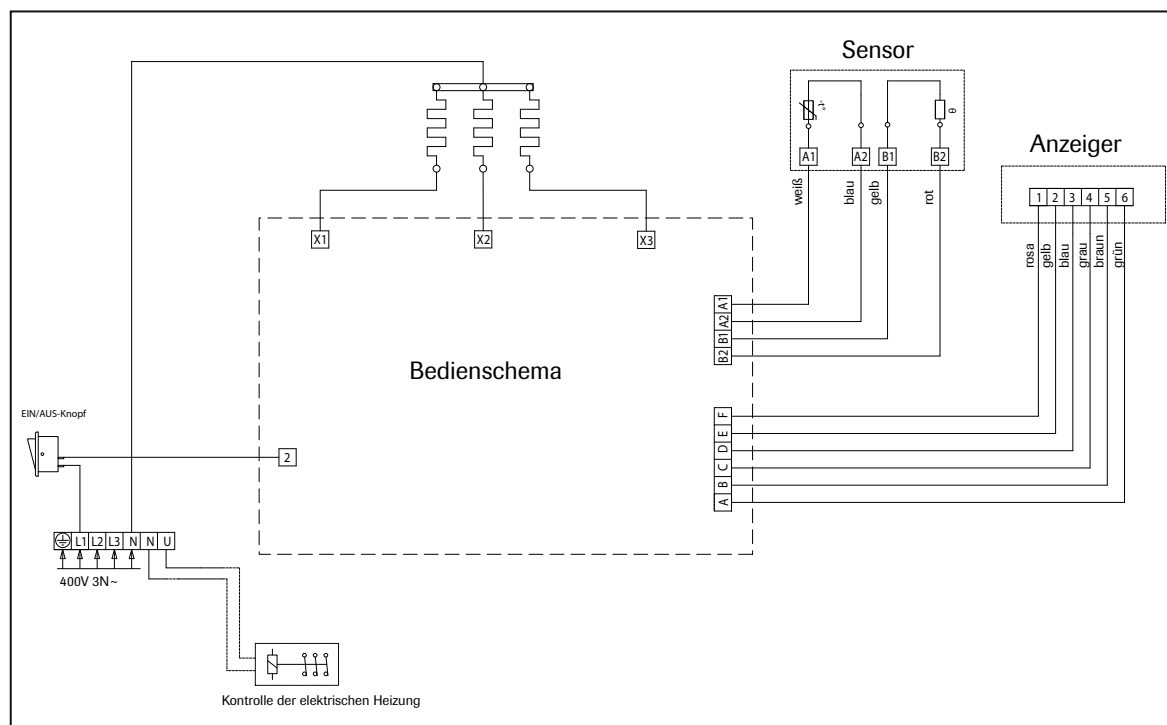 Sensor
A1 A2 B1 B2
θ
weiß
blau
gelb
rot
Anzeiger
1 2 3 4 5 6
rosa
gelb
blau
grau
braun
grün
X1 X2 X3
A1
A2
B1
B2
Bedienschema
F
E
D
C
B
A
EIN/AUS-Knopf
2
L1 L2 L3 N N U
400V 3N~
Kontrolle der elektrischen Heizung